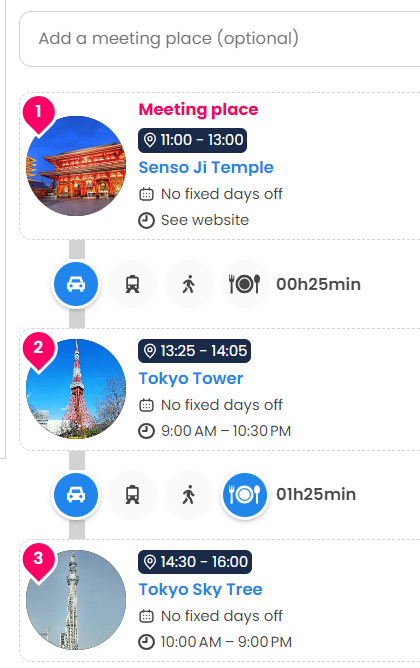 Add a meeting place (optional)
1
Meeting place
11:00 - 13:00
Senso Ji Temple
No fixed days off
See website
00h25min
2
13:25 - 14:05
Tokyo Tower
No fixed days off
9:00 AM – 10:30 PM
01h25min
3
14:30 - 16:00
Tokyo Sky Tree
No fixed days off
10:00 AM – 9:00 PM